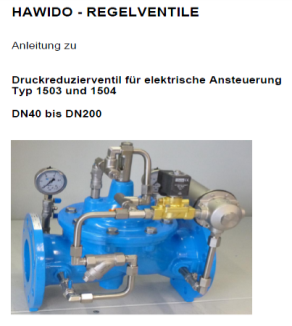 HAWIDO - REGELVENTILE
Anleitung zu
Druckreduzierventil für elektrische Ansteuerung
Typ 1503 und 1504
DN40 bis DN200